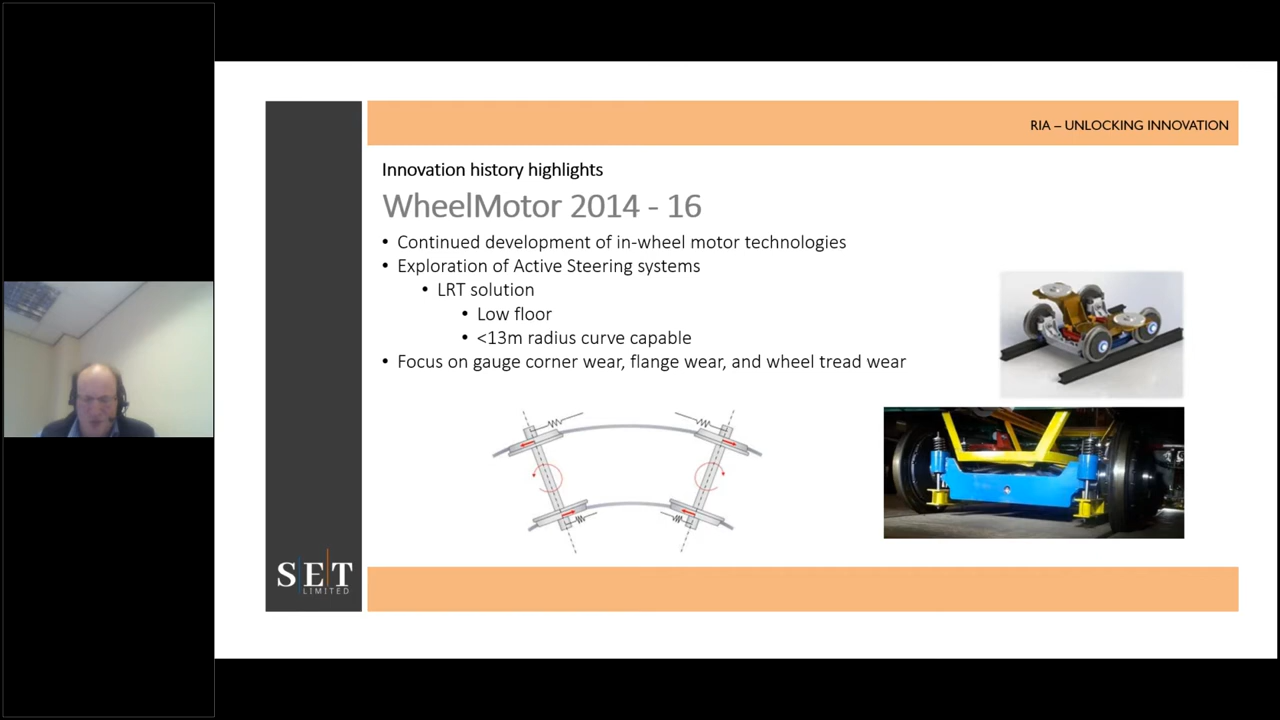 RIA – UNLOCKING INNOVATION
Innovation history highlights
WheelMotor 2014 - 16
• Continued development of in-wheel motor technologies
• Exploration of Active Steering systems
• LRT solution
• Low floor
• <13m radius curve capable
• Focus on gauge corner wear, flange wear, and wheel tread wear
SET
LIMITED